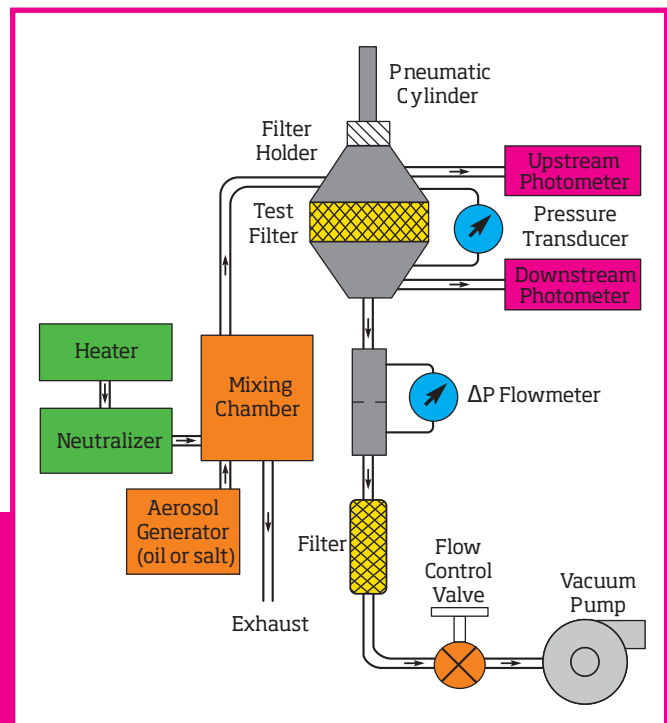 Pneumatic
Cylinder
Filter
Holder
Upstream
Photometer
Test
Filter
Pressure
Transducer
Downstream
Photometer
Heater
Mixing
Chamber
ΔP Flowmeter
Neutralizer
Aerosol
Generator
(oil or salt)
Filter
Flow
Control
Valve
Vacuum
Pump
Exhaust